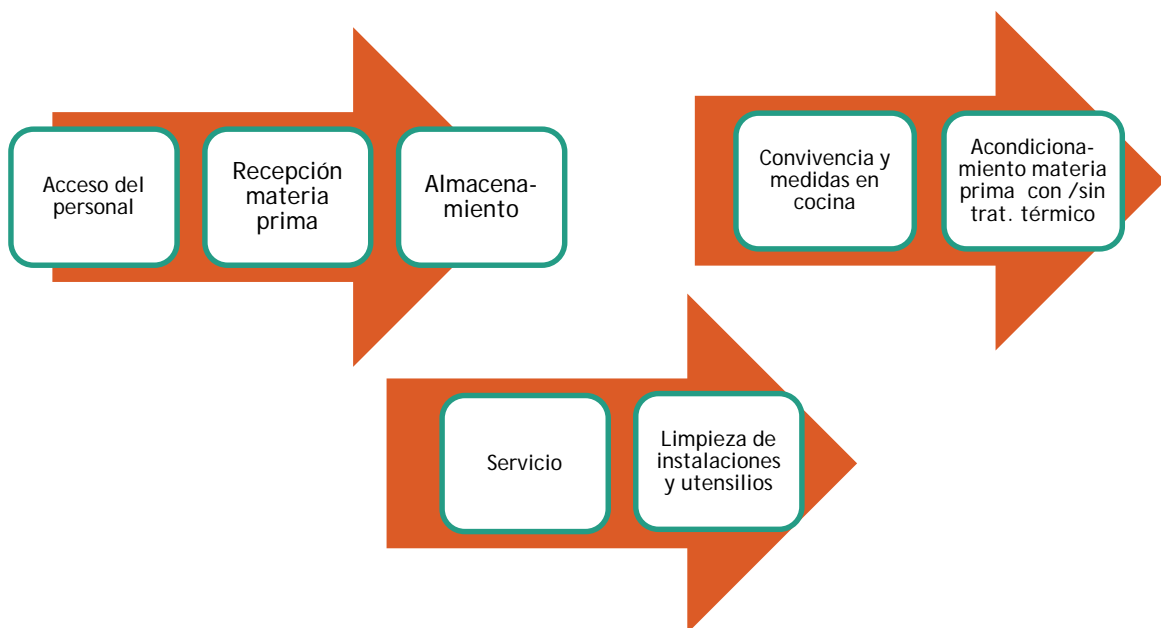 Acceso del
personal
Recepción
materia
prima
Almacena-
miento
Convivencia y
medidas en
cocina
Acondiciona-
miento materia
prima con /sin
trat. térmico
Servicio
Limpieza de
instalaciones
y utensilios